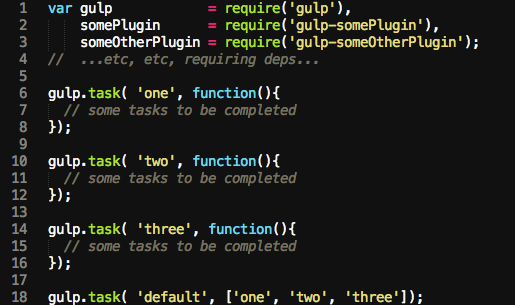 1 var gulp            = require('gulp'),
2     somePlugin      = require('gulp-somePlugin'),
3     someOtherPlugin = require('gulp-someOtherPlugin');
4 //  ...etc, etc, requiring deps...
5
6 gulp.task( 'one', function(){
7   // some tasks to be completed
8 });
9
10 gulp.task( 'two', function(){
11   // some tasks to be completed
12 });
13
14 gulp.task( 'three', function(){
15   // some tasks to be completed
16 });
17
18 gulp.task( 'default', ['one', 'two', 'three']);